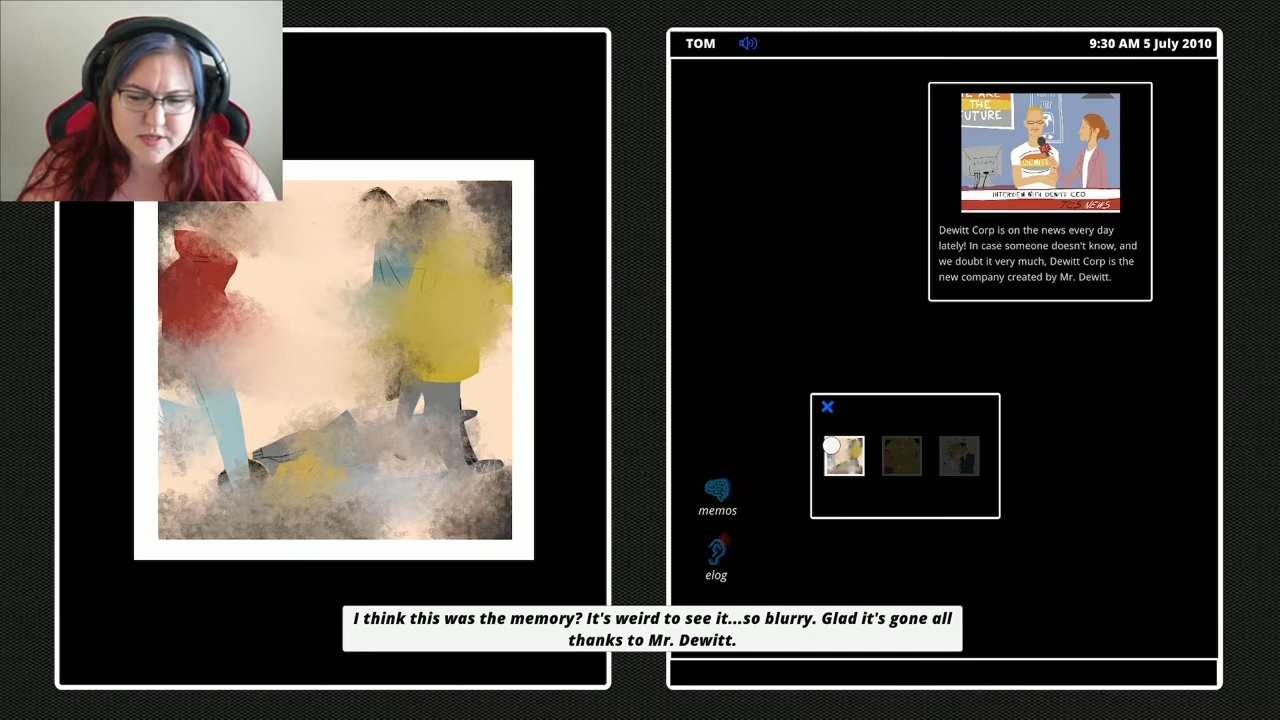 TOM
9:30 AM 5 July 2010
WE ARE
THE
FUTURE
DEWITT
INTERVIEW WITH DEWITT CEO
NEWS
Dewitt Corp is on the news every day
lately! In case someone doesn't know, and
we doubt it very much, Dewitt Corp is the
new company created by Mr. Dewitt.
memos
elog
I think this was the memory? It's weird to see it...so blurry. Glad it's gone all
thanks to Mr. Dewitt.